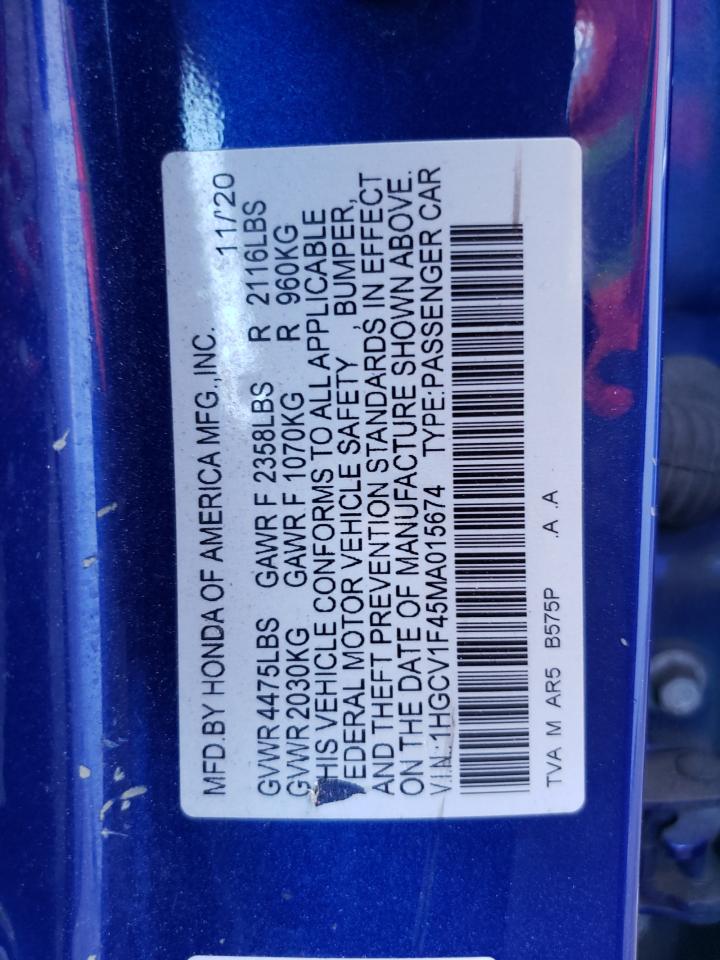 MFD.BY HONDA OF AMERICA MFG.,INC. 11/20
GVWR 4475LBS GAWR F 2358LBS R 2116LBS
GVWR 2030KG GAWR F 1070KG R 960KG
HIS VEHICLE CONFORMS TO ALL APPLICABLE
EDERAL MOTOR VEHICLE SAFETY , BUMPER,
AND THEFT PREVENTION STANDARDS IN EFFECT
ON THE DATE OF MANUFACTURE SHOWN ABOVE.
V.I.N.:1HGCV1F45MA015674 TYPE:PASSENGER CAR
TVA M AR5 B575P .A .A